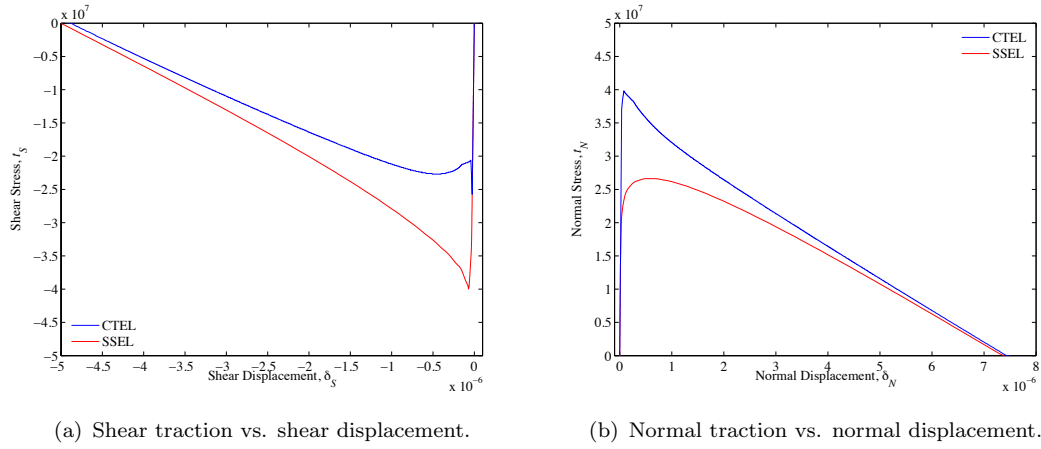 x 10⁷
0
−0.5
−1
−1.5
−2
−2.5
−3
−3.5
−4
−4.5
−5
Shear Stress, t_S
CTEL
SSEL
−5 −4.5 −4 −3.5 −3 −2.5 −2 −1.5 −1 −0.5 0
Shear Displacement, δ_S
x 10⁻⁶
(a) Shear traction vs. shear displacement.
x 10⁷
5
4.5
4
3.5
3
2.5
2
1.5
1
0.5
0
Normal Stress, t_N
CTEL
SSEL
0 1 2 3 4 5 6 7 8
Normal Displacement, δ_N
x 10⁻⁶
(b) Normal traction vs. normal displacement.